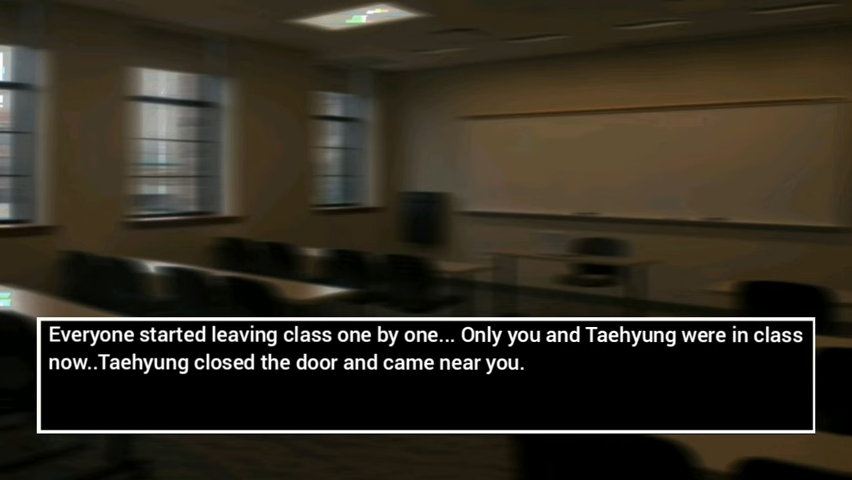 Everyone started leaving class one by one... Only you and Taehyung were in class
now..Taehyung closed the door and came near you.